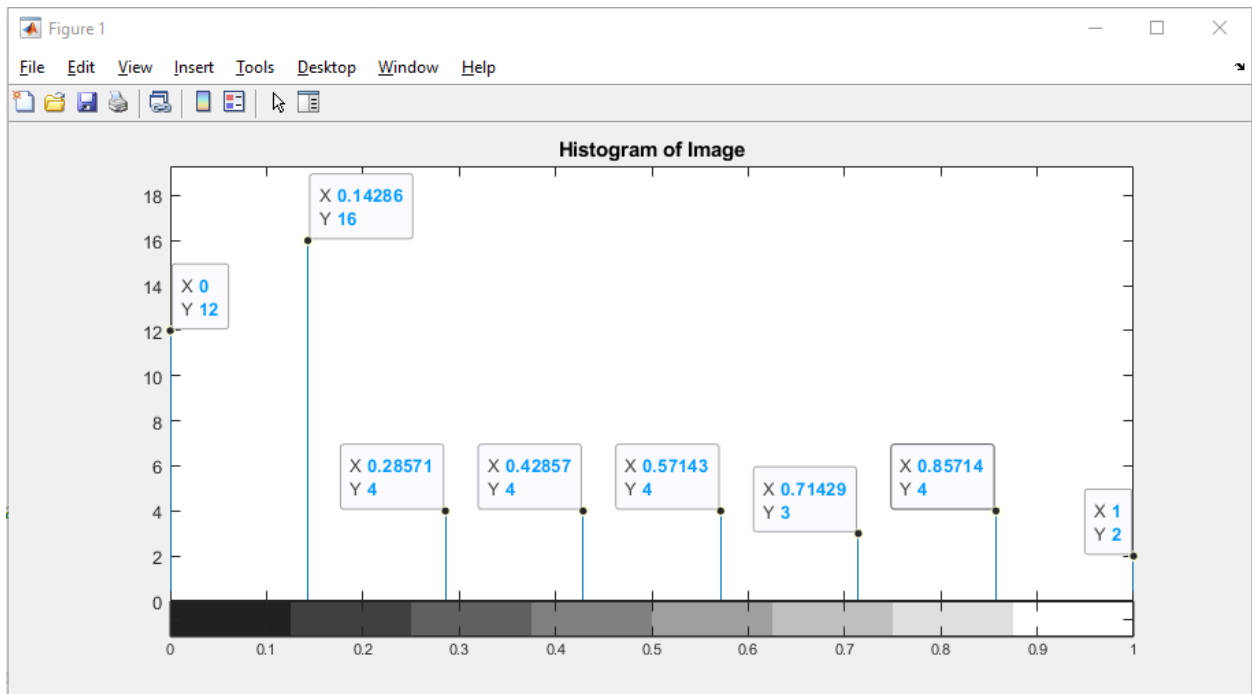 Figure 1
File Edit View Insert Tools Desktop Window Help
Histogram of Image
18
16
14
12
10
8
6
4
2
0
X 0.14286
Y 16
X 0
Y 12
X 0.28571
Y 4
X 0.42857
Y 4
X 0.57143
Y 4
X 0.71429
Y 3
X 0.85714
Y 4
X 1
Y 2
0 0.1 0.2 0.3 0.4 0.5 0.6 0.7 0.8 0.9 1